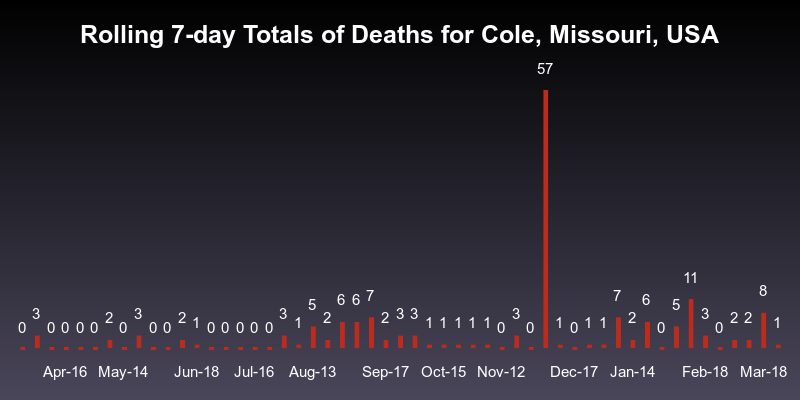 Rolling 7-day Totals of Deaths for Cole, Missouri, USA
0 3 0 0 0 0 2 0 3 0 0 2 1 0 0 0 0 0 3 1 5 2 6 6 7 2 3 3 1 1 1 1 1 0 3 0 57 1 0 1 1 7 2 6 0 5 11 3 0 2 2 8 1
Apr-16 May-14 Jun-18 Jul-16 Aug-13 Sep-17 Oct-15 Nov-12 Dec-17 Jan-14 Feb-18 Mar-18